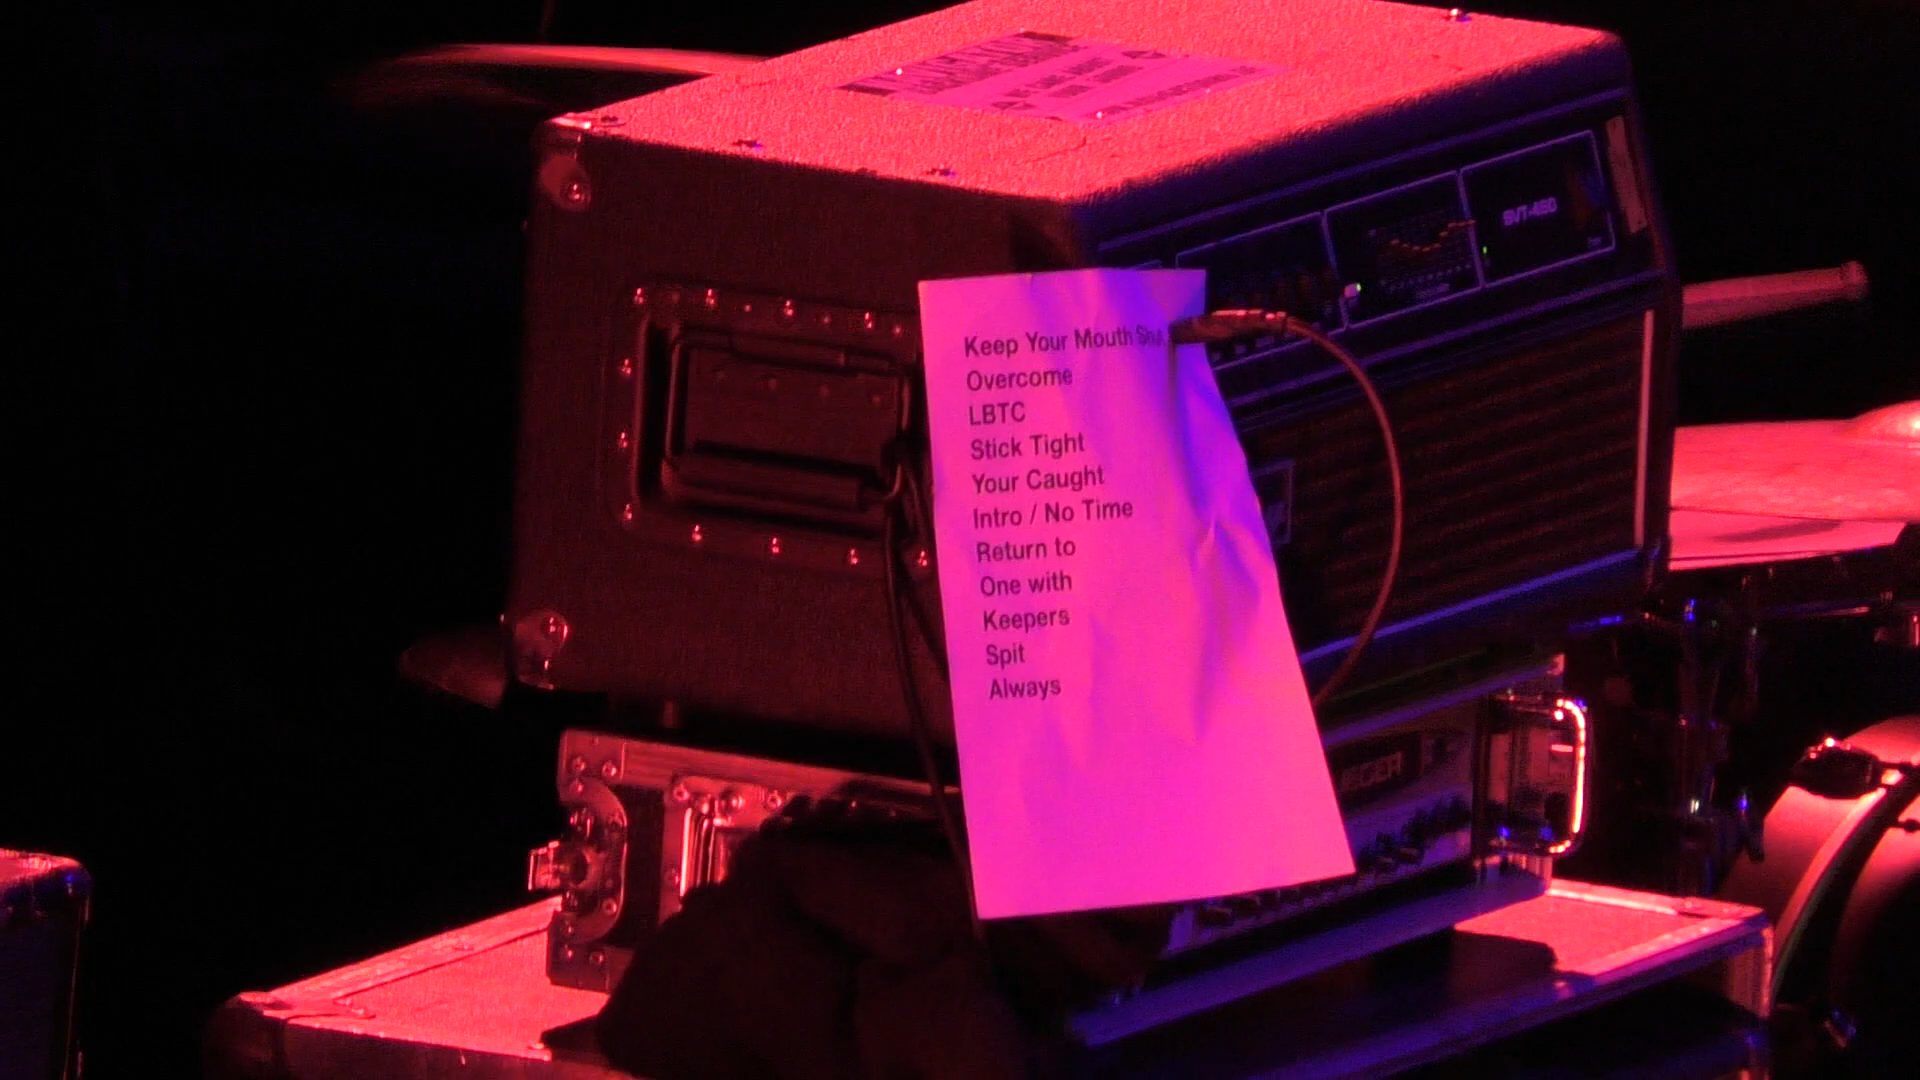 Keep Your Mouth Shut
Overcome
LBTC
Stick Tight
Your Caught
Intro / No Time
Return to
One with
Keepers
Spit
Always
SVT-450